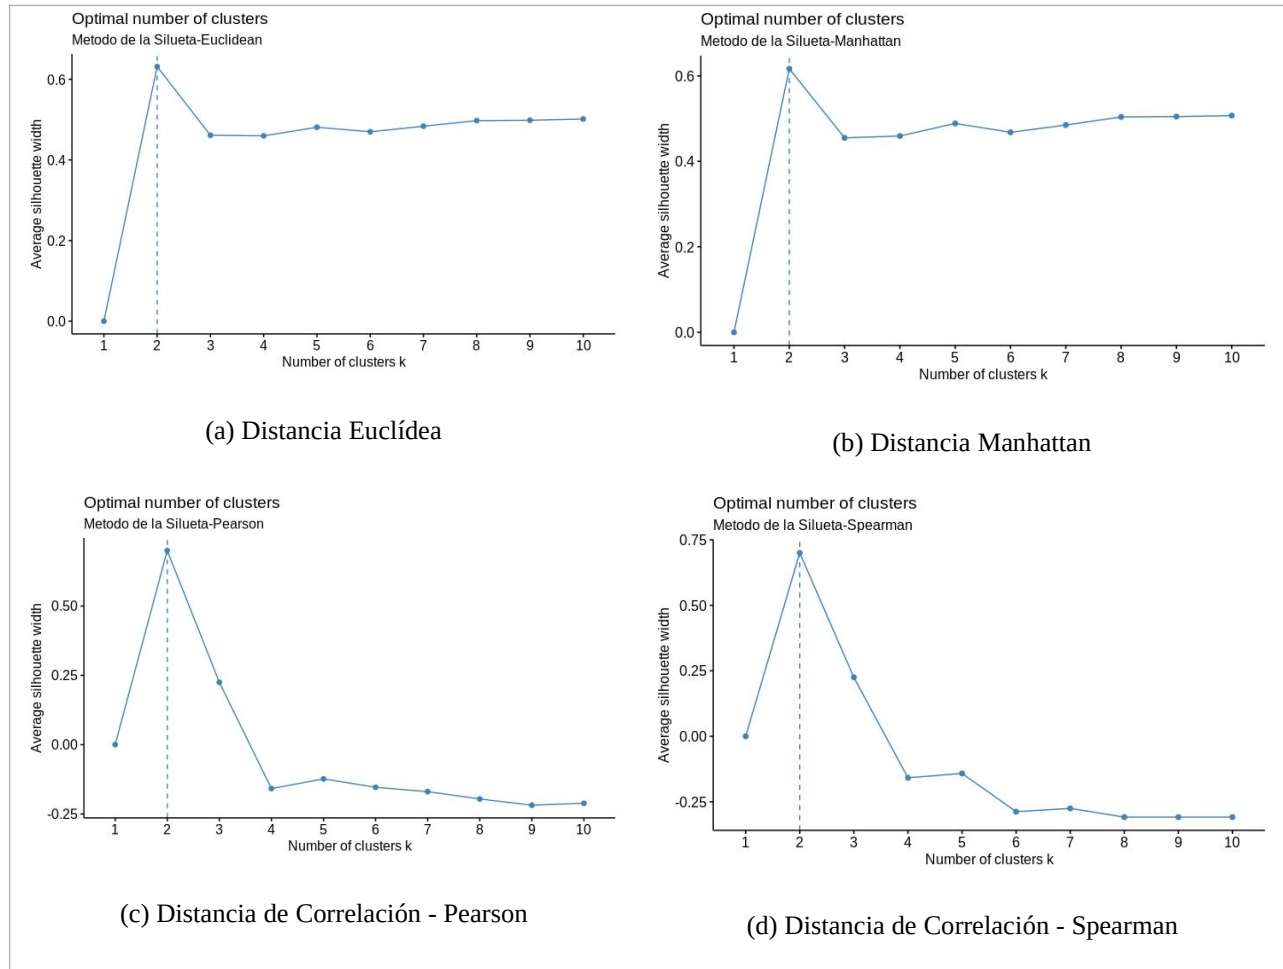 Optimal number of clusters
Metodo de la Silueta-Euclidean
0.6
0.4
0.2
0.0
Average silhouette width
1 2 3 4 5 6 7 8 9 10
Number of clusters k
(a) Distancia Euclídea
Optimal number of clusters
Metodo de la Silueta-Manhattan
0.6
0.4
0.2
0.0
Average silhouette width
1 2 3 4 5 6 7 8 9 10
Number of clusters k
(b) Distancia Manhattan
Optimal number of clusters
Metodo de la Silueta-Pearson
0.50
0.25
0.00
-0.25
Average silhouette width
1 2 3 4 5 6 7 8 9 10
Number of clusters k
(c) Distancia de Correlación - Pearson
Optimal number of clusters
Metodo de la Silueta-Spearman
0.75
0.50
0.25
0.00
-0.25
Average silhouette width
1 2 3 4 5 6 7 8 9 10
Number of clusters k
(d) Distancia de Correlación - Spearman